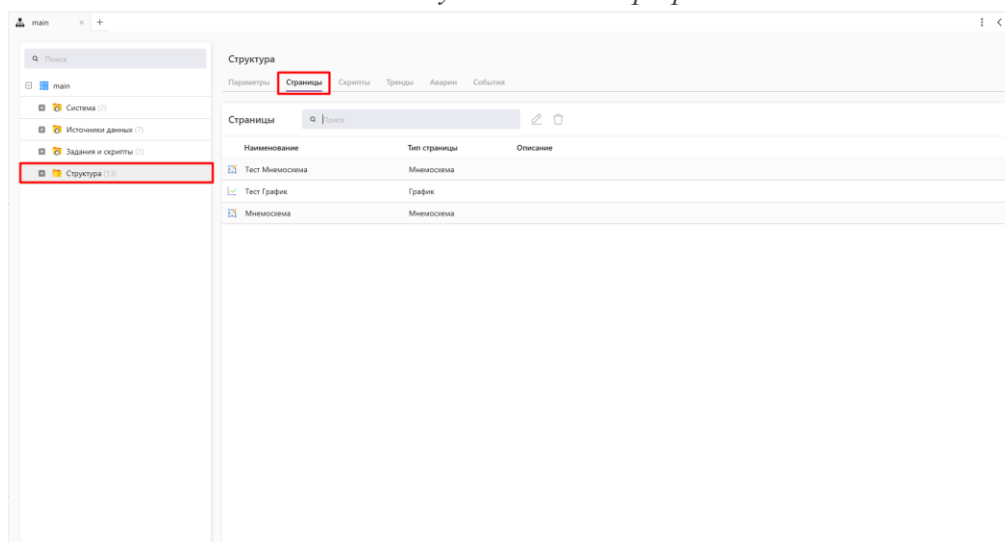 main × +
Поиск
main
Система (2)
Источники данных (7)
Задания и скрипты (2)
Структура (13)
Структура
Параметры Страницы Скрипты Тренды Аварии События
Страницы Поиск
Наименование Тип страницы Описание
Тест Мнемосхема Мнемосхема
Тест График График
Мнемосхема Мнемосхема